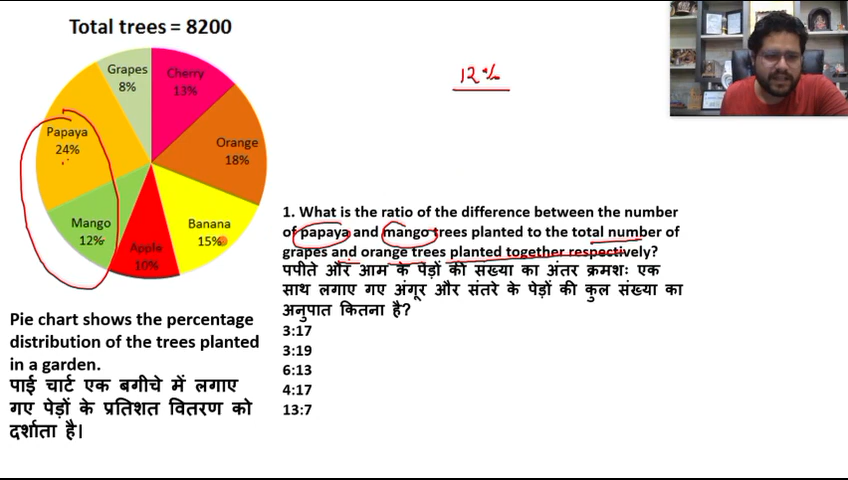 Total trees = 8200
12%
Grapes
8%
Cherry
13%
Papaya
24%
Orange
18%
Mango
12%
Banana
15%
Apple
10%
1. What is the ratio of the difference between the number
of papaya and mango trees planted to the total number of
grapes and orange trees planted together respectively?
पपीते और आम के पेड़ों की संख्या का अंतर क्रमशः एक
साथ लगाए गए अंगूर और संतरे के पेड़ों की कुल संख्या का
अनुपात कितना है?
3:17
3:19
6:13
4:17
13:7
Pie chart shows the percentage
distribution of the trees planted
in a garden.
पाई चार्ट एक बगीचे में लगाए
गए पेड़ों के प्रतिशत वितरण को
दर्शाता है।